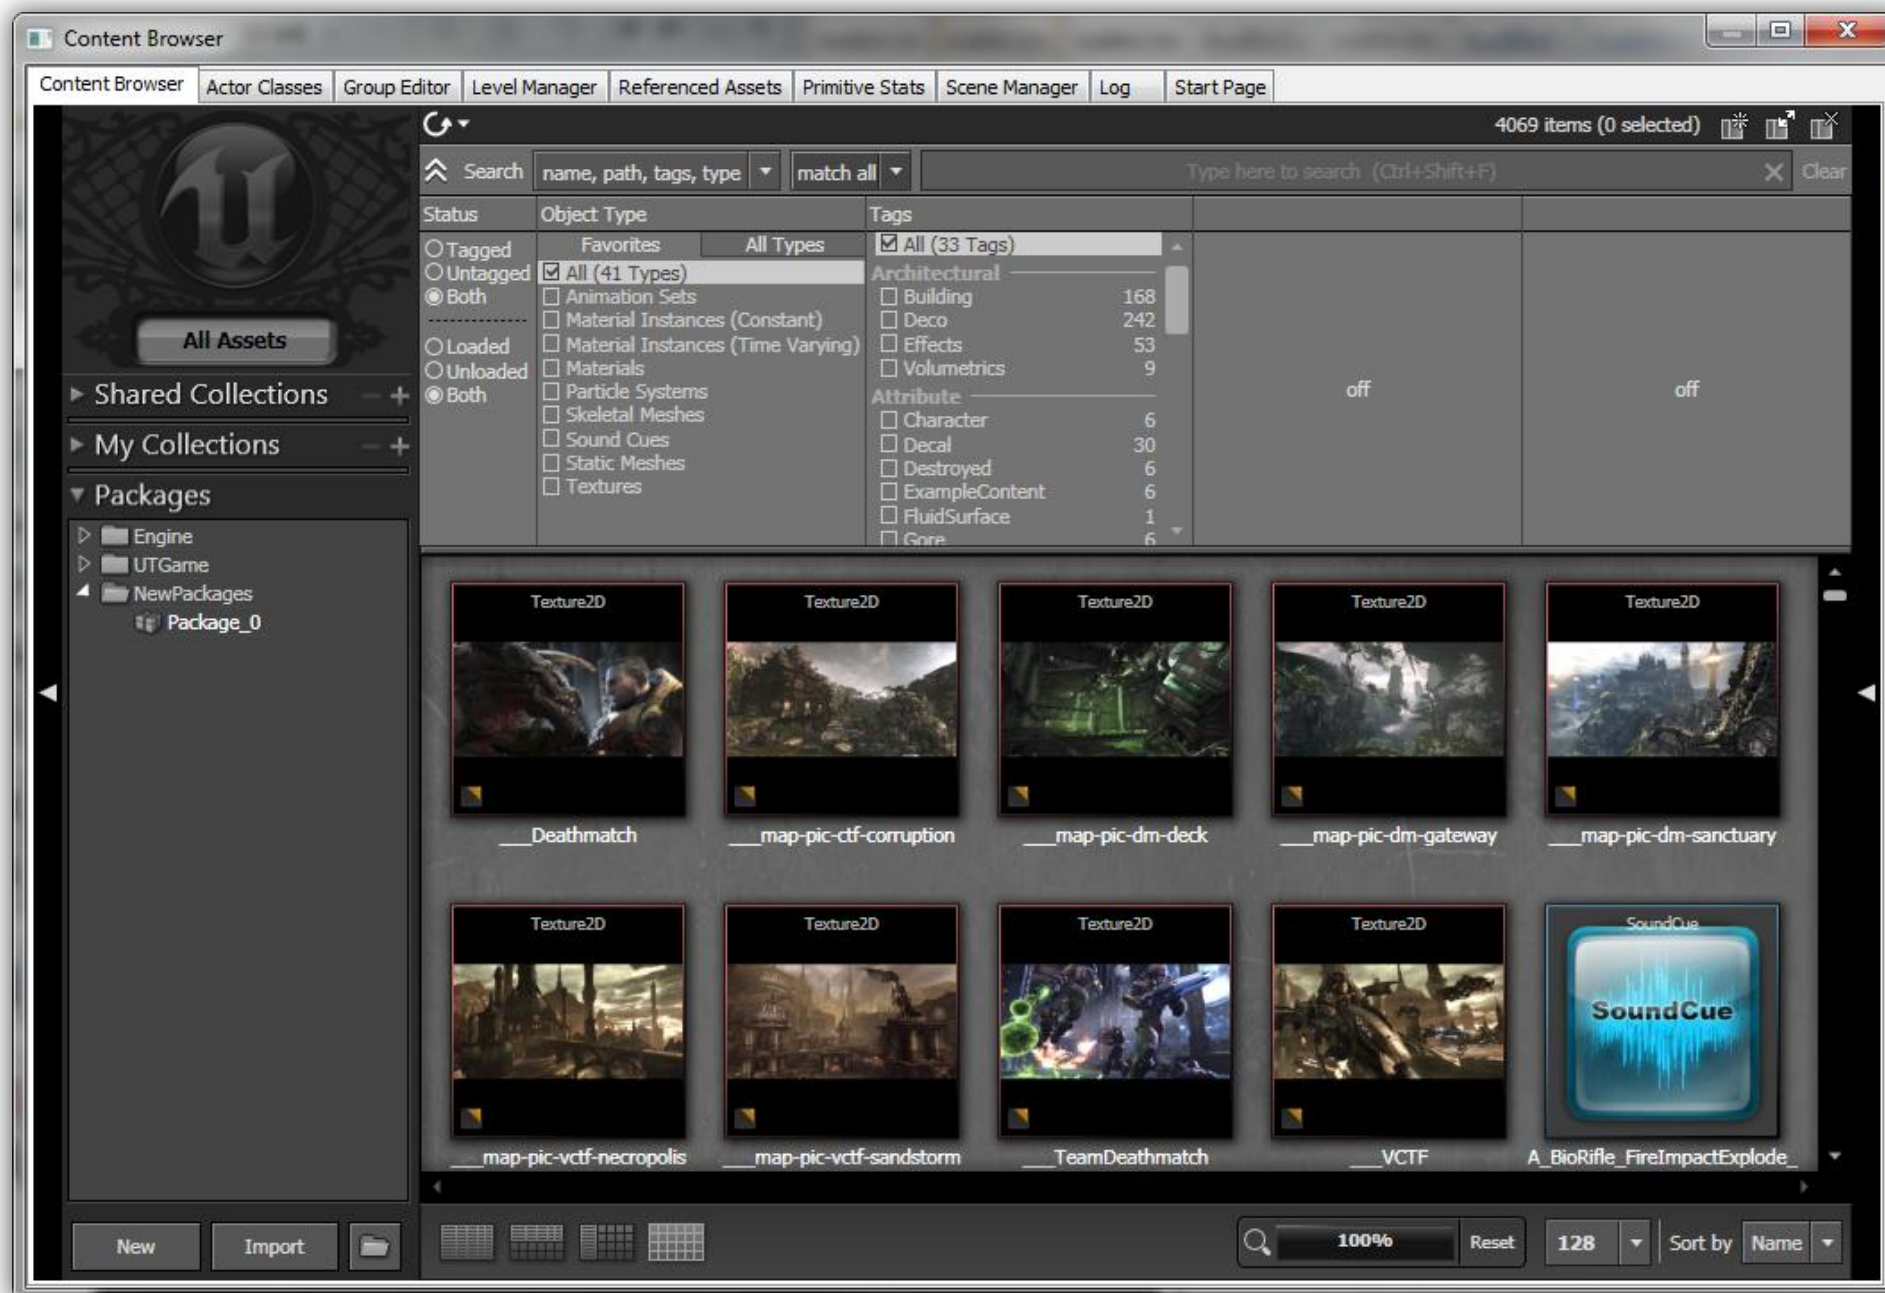 Content Browser
Content Browser Actor Classes Group Editor Level Manager Referenced Assets Primitive Stats Scene Manager Log Start Page
4069 items (0 selected)
Search name, path, tags, type match all Type here to search (Ctrl+Shift+F) Clear
All Assets
Shared Collections
My Collections
Packages
Engine
UTGame
NewPackages
Package_0
New Import
Status
Tagged
Untagged
Both
Loaded
Unloaded
Both
Object Type
Favorites All Types
All (41 Types)
Animation Sets
Material Instances (Constant)
Material Instances (Time Varying)
Materials
Particle Systems
Skeletal Meshes
Sound Cues
Static Meshes
Textures
Tags
All (33 Tags)
Architectural
Building 168
Deco 242
Effects 53
Volumetrics 9
Attribute
Character 6
Decal 30
Destroyed 6
ExampleContent 6
FluidSurface 1
Gore 6
off
off
Texture2D Texture2D Texture2D Texture2D Texture2D
___Deathmatch ___map-pic-ctf-corruption ___map-pic-dm-deck ___map-pic-dm-gateway ___map-pic-dm-sanctuary
Texture2D Texture2D Texture2D Texture2D SoundCue
SoundCue
___map-pic-vctf-necropolis ___map-pic-vctf-sandstorm ___TeamDeathmatch ___VCTF A_BioRifle_FireImpactExplode_
100% Reset 128 Sort by Name